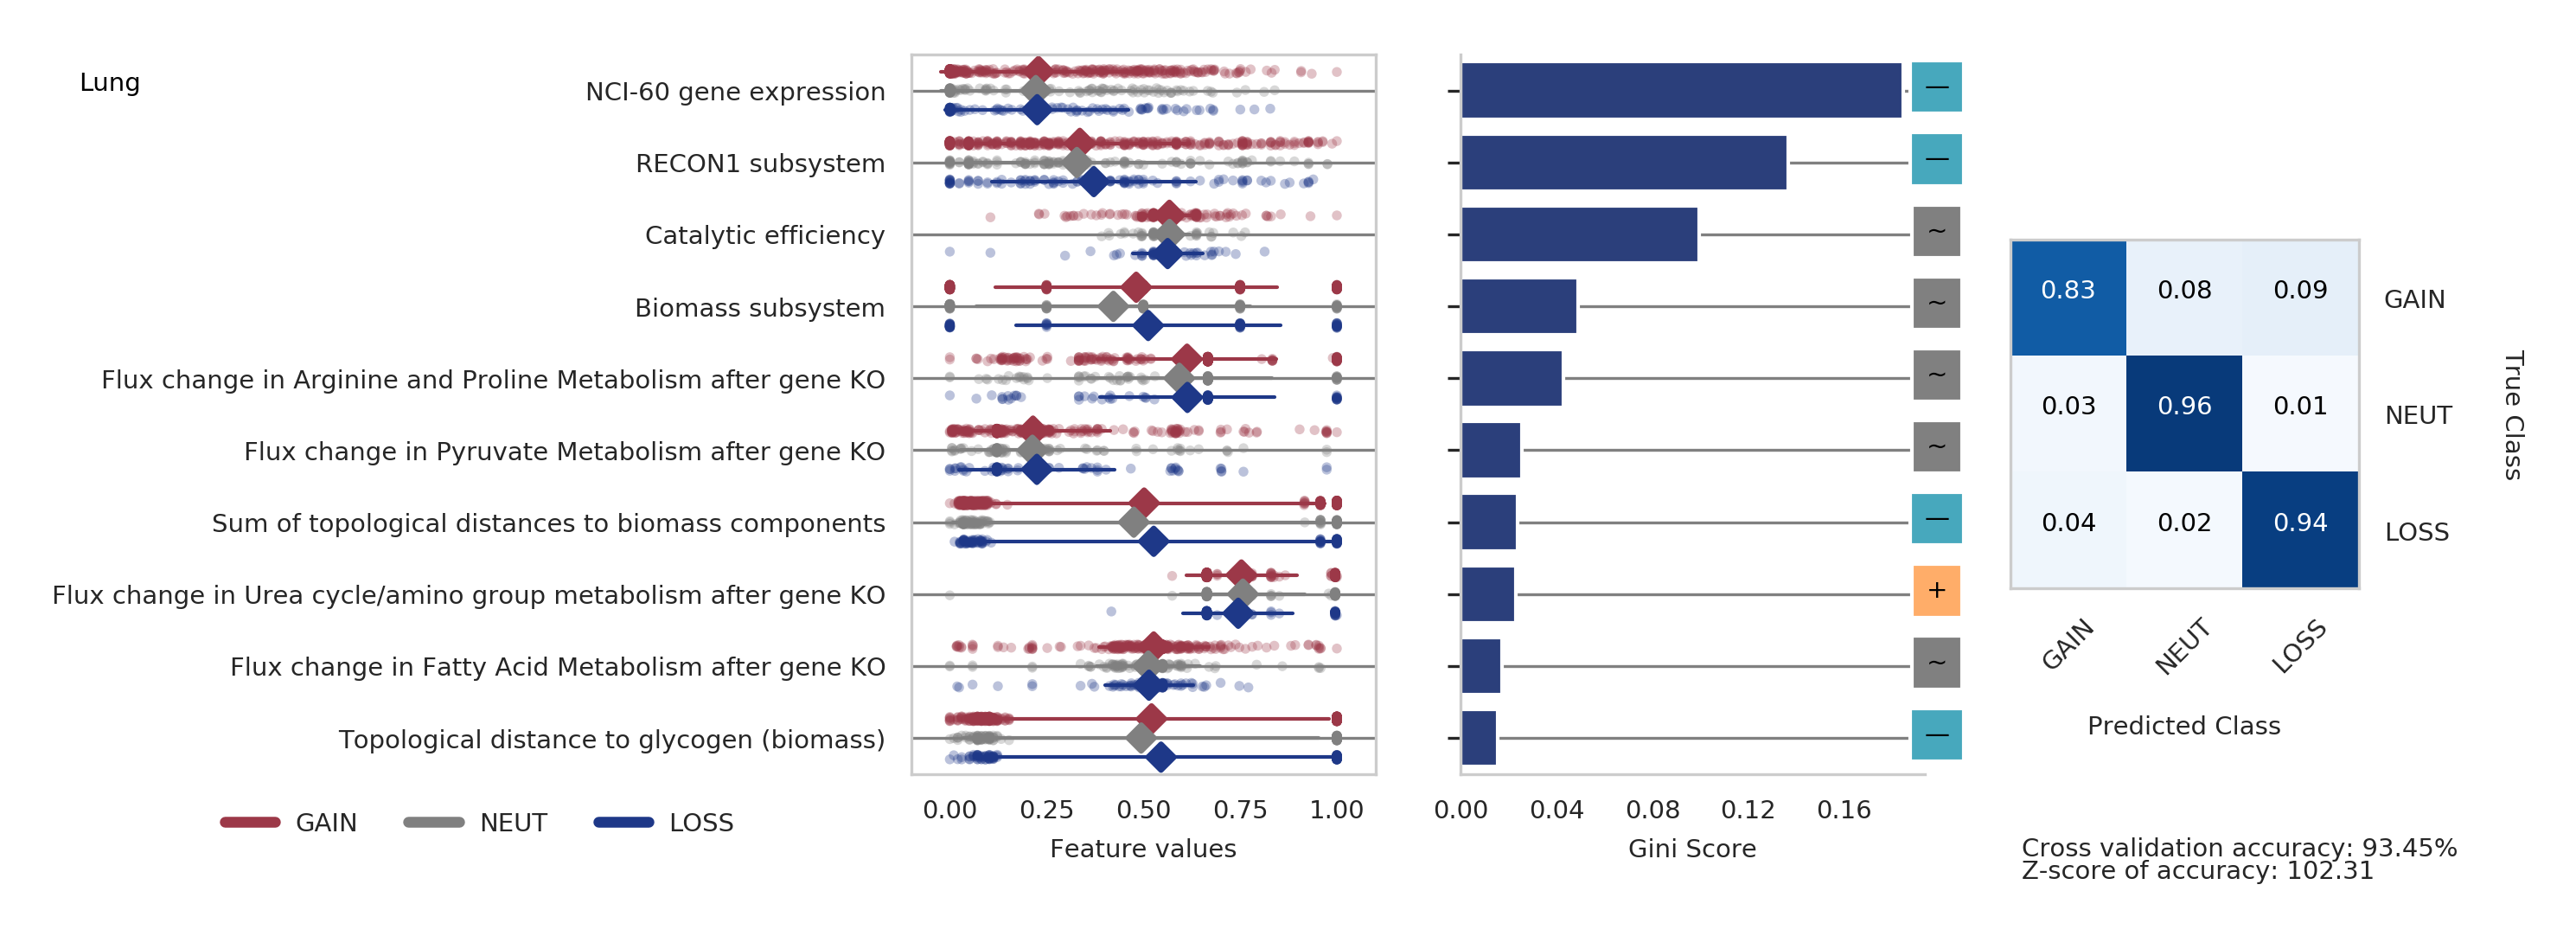 Lung
NCI-60 gene expression
RECON1 subsystem
Catalytic efficiency
Biomass subsystem
Flux change in Arginine and Proline Metabolism after gene KO
Flux change in Pyruvate Metabolism after gene KO
Sum of topological distances to biomass components
Flux change in Urea cycle/amino group metabolism after gene KO
Flux change in Fatty Acid Metabolism after gene KO
Topological distance to glycogen (biomass)
GAIN NEUT LOSS
0.00 0.25 0.50 0.75 1.00
Feature values
—
—
~
~
~
~
—
+
~
—
0.00 0.04 0.08 0.12 0.16
Gini Score
0.83 0.08 0.09 GAIN
0.03 0.96 0.01 NEUT
0.04 0.02 0.94 LOSS
True Class
GAIN NEUT LOSS
Predicted Class
Cross validation accuracy: 93.45%
Z-score of accuracy: 102.31